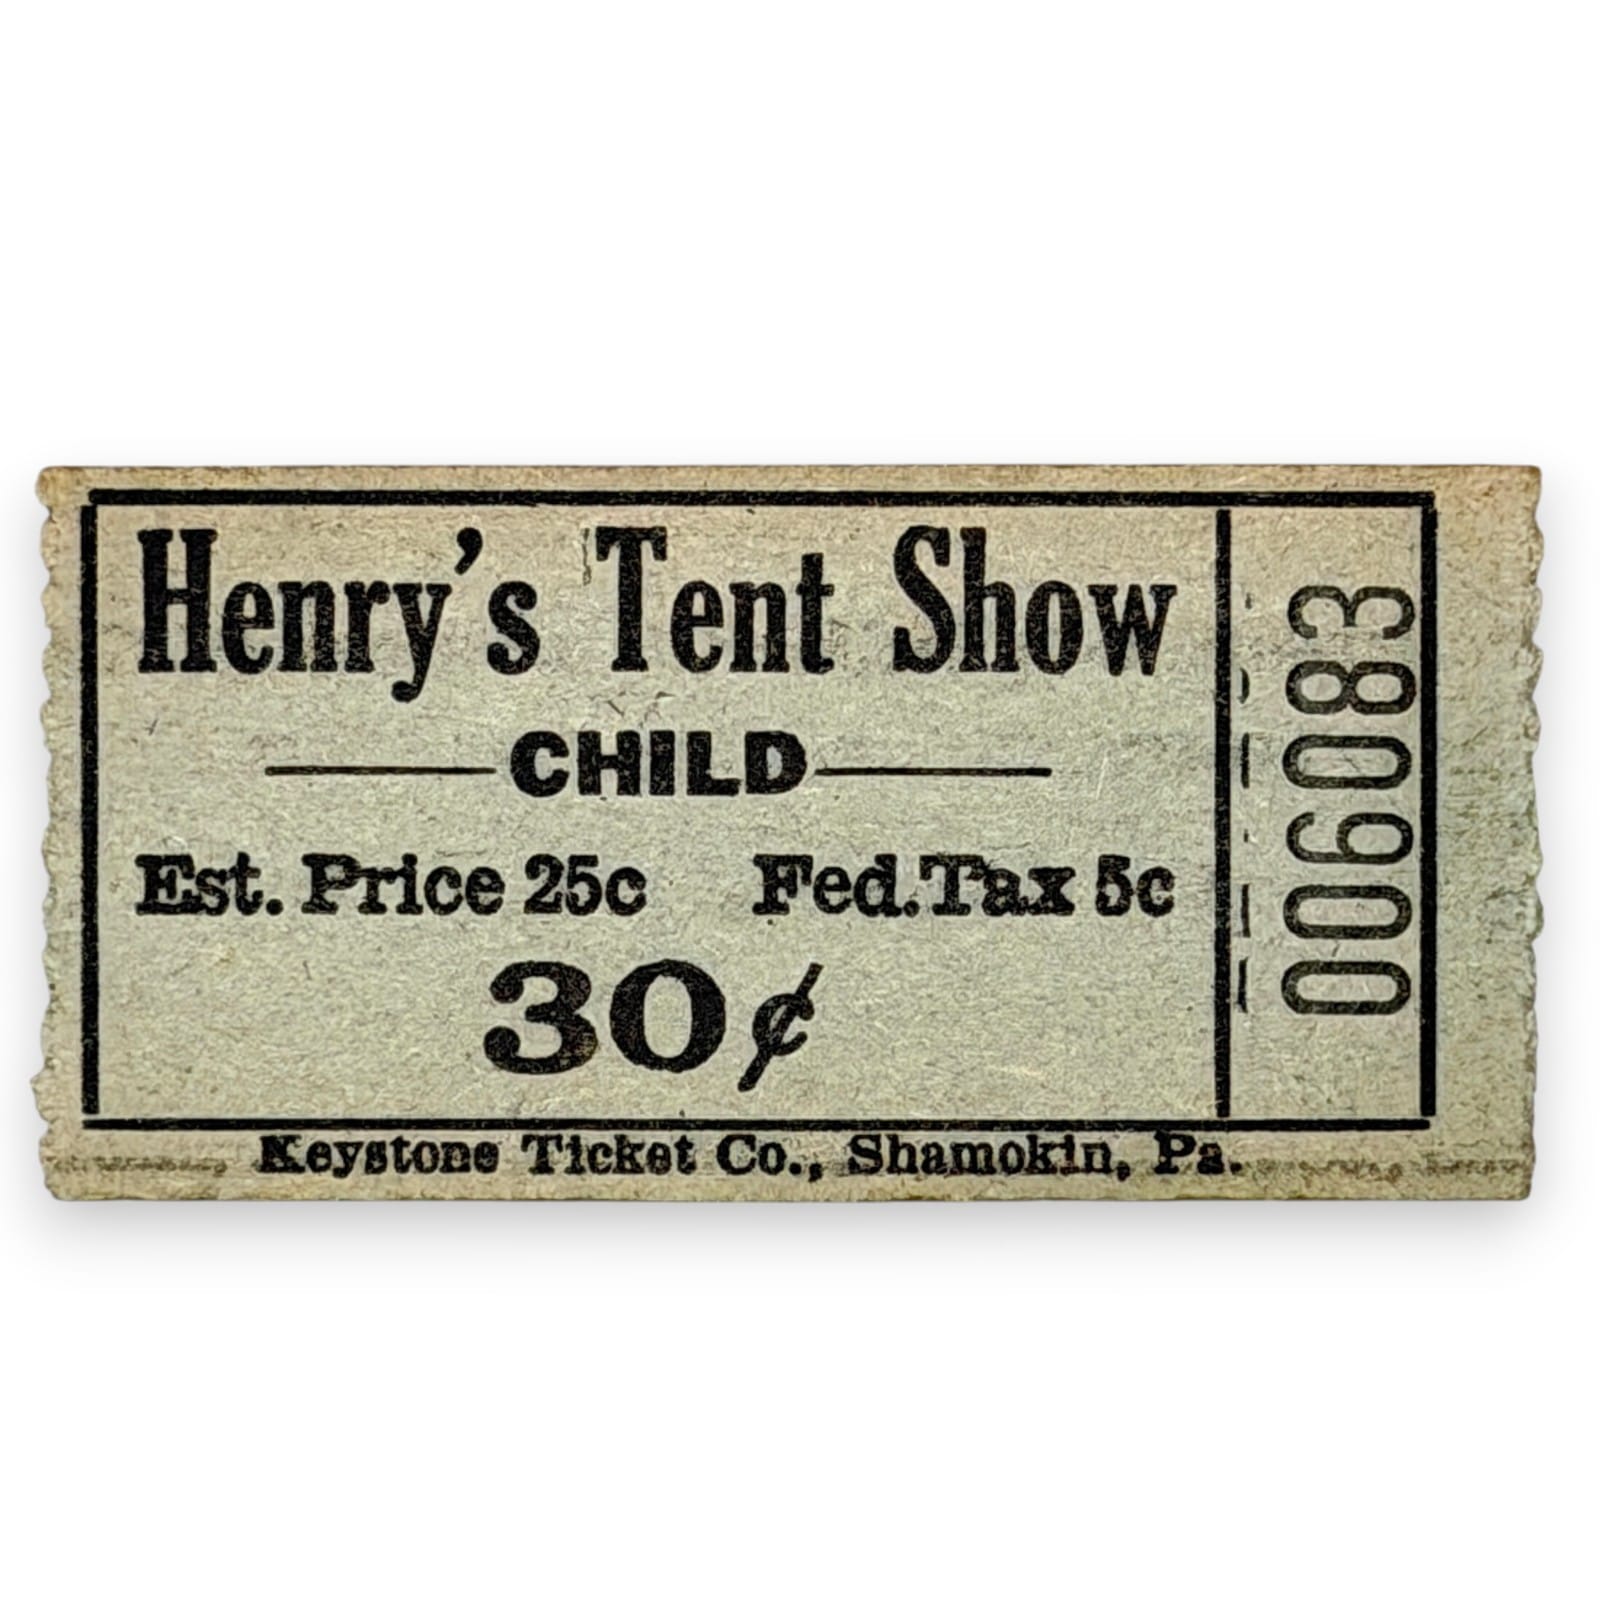 Henry's Tent Show
CHILD
Est. Price 25c Fed. Tax 5c
30¢
Keystone Ticket Co., Shamokin, Pa.
006083